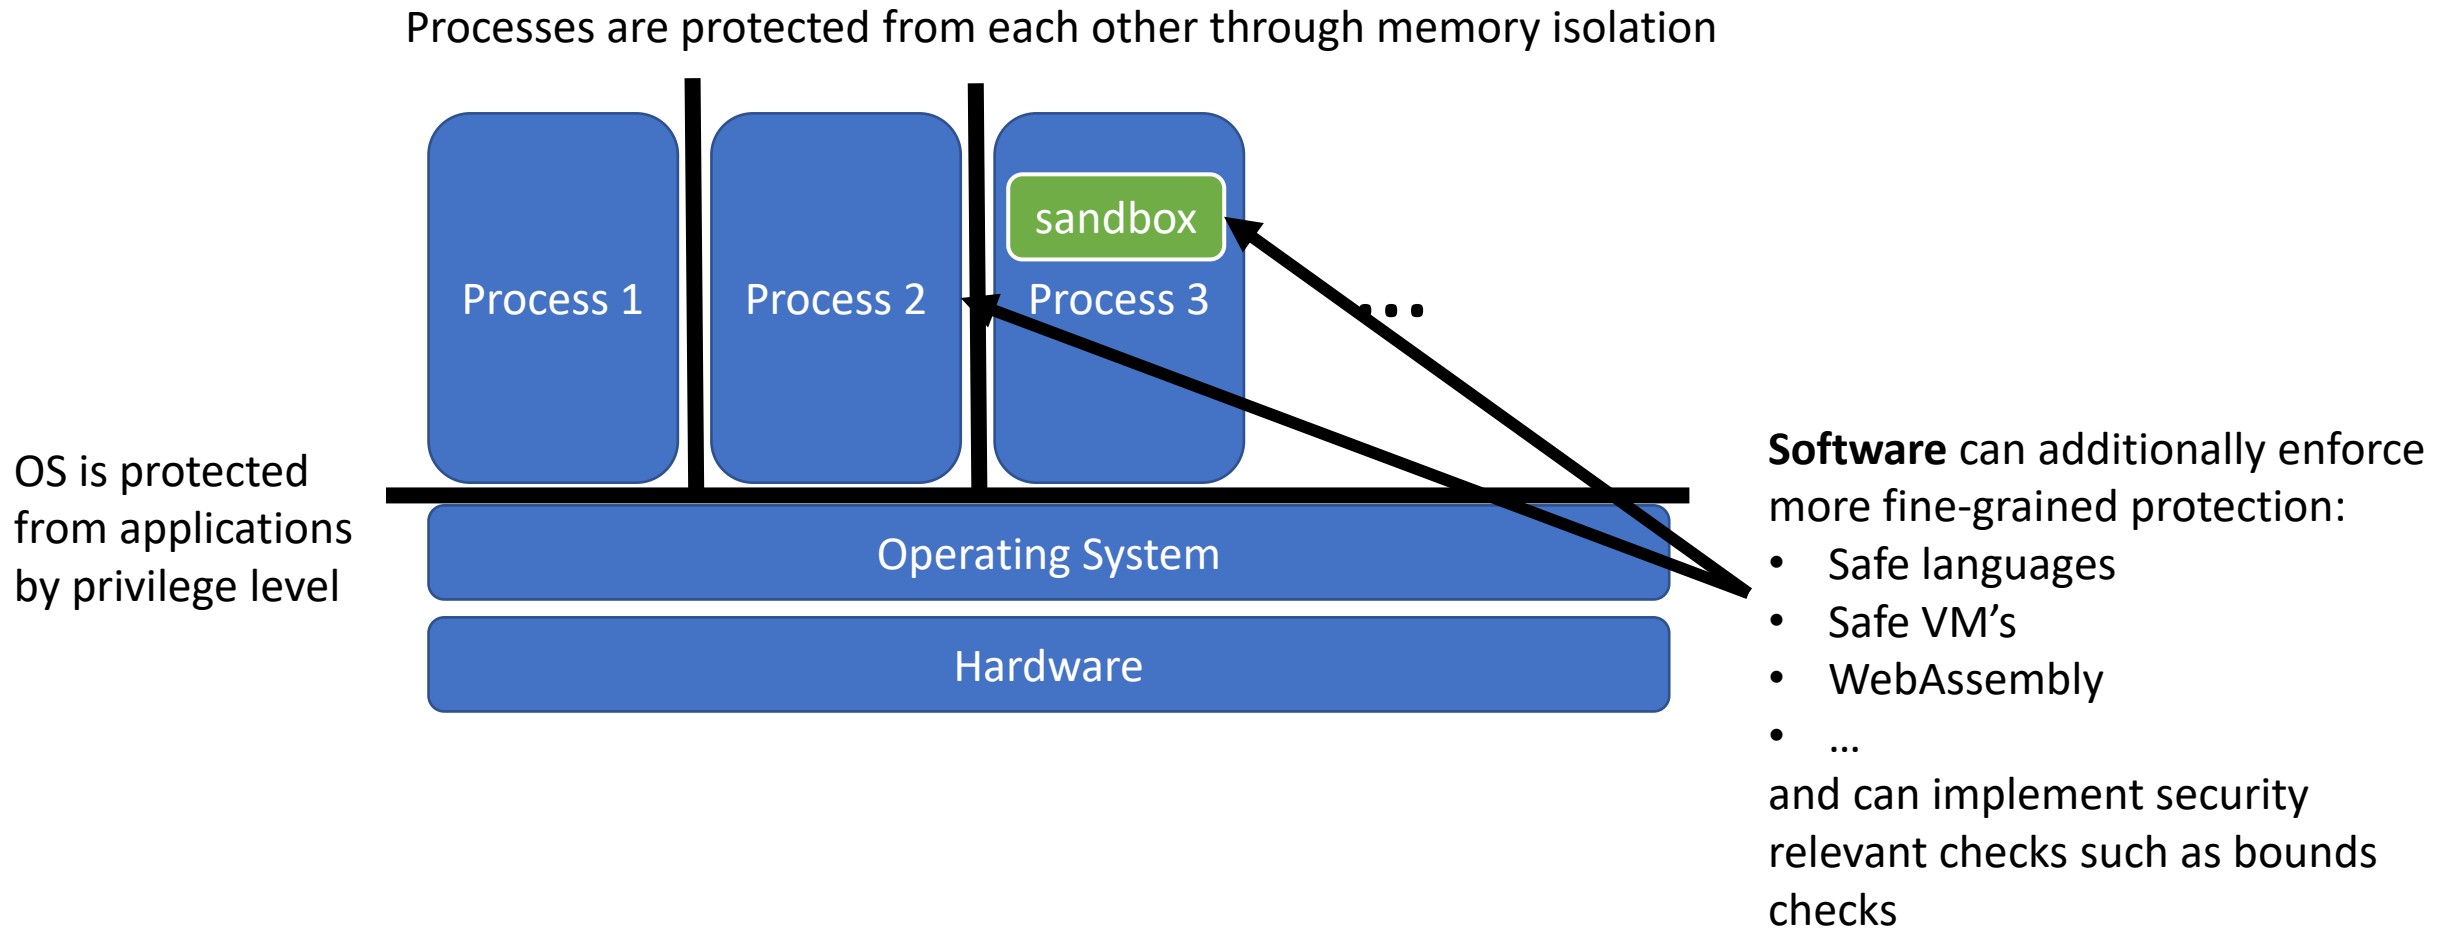 Processes are protected from each other through memory isolation
Process 1
Process 2
sandbox
Process 3
...
OS is protected
from applications
by privilege level
Operating System
Hardware
Software can additionally enforce
more fine-grained protection:
• Safe languages
• Safe VM’s
• WebAssembly
• …
and can implement security
relevant checks such as bounds
checks